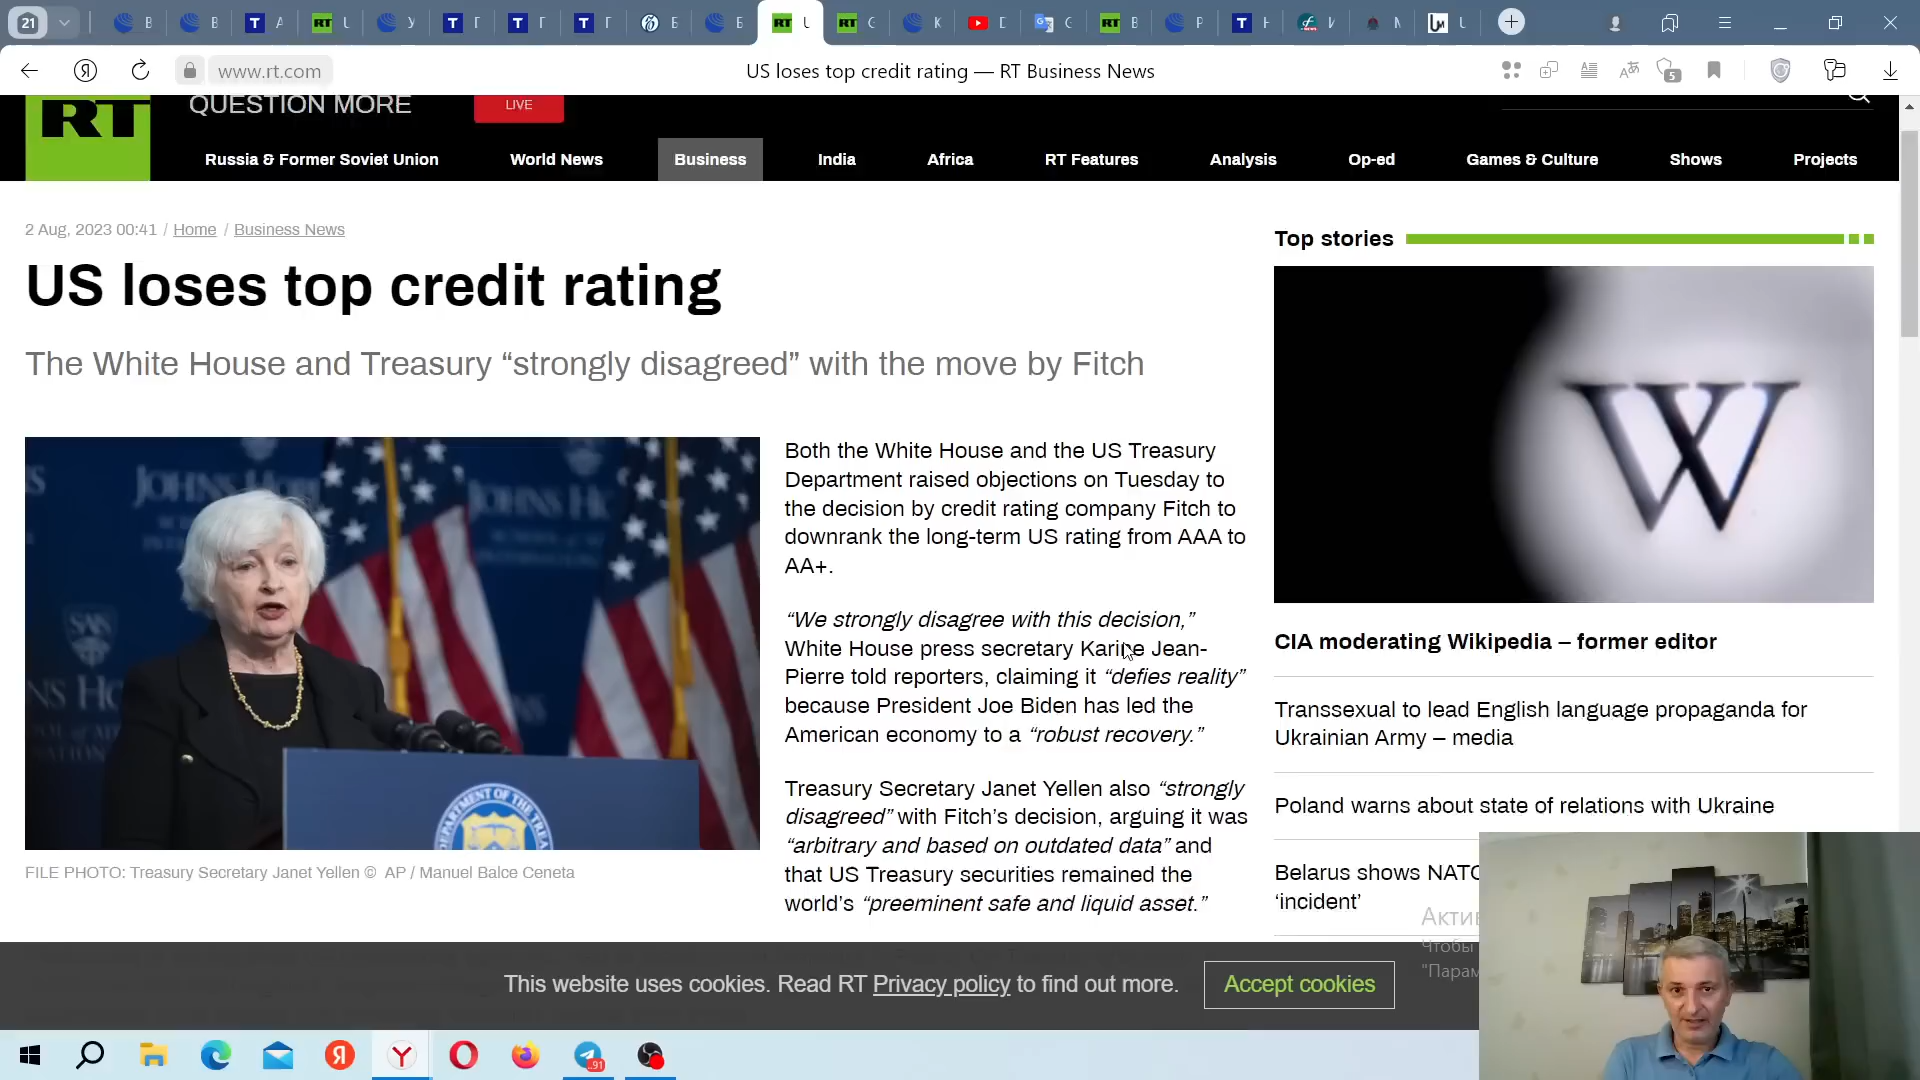 21
www.rt.com
US loses top credit rating — RT Business News
5
RT
QUESTION MORE
LIVE
Russia & Former Soviet Union
World News
Business
India
Africa
RT Features
Analysis
Op-ed
Games & Culture
Shows
Projects
2 Aug, 2023 00:41 / Home / Business News
US loses top credit rating
The White House and Treasury “strongly disagreed” with the move by Fitch
FILE PHOTO: Treasury Secretary Janet Yellen © AP / Manuel Balce Ceneta
Both the White House and the US Treasury
Department raised objections on Tuesday to
the decision by credit rating company Fitch to
downrank the long-term US rating from AAA to
AA+.
“We strongly disagree with this decision,”
White House press secretary Karine Jean-
Pierre told reporters, claiming it “defies reality”
because President Joe Biden has led the
American economy to a “robust recovery.”
Treasury Secretary Janet Yellen also “strongly
disagreed” with Fitch’s decision, arguing it was
“arbitrary and based on outdated data” and
that US Treasury securities remained the
world’s “preeminent safe and liquid asset.”
Top stories
W
CIA moderating Wikipedia – former editor
Transsexual to lead English language propaganda for
Ukrainian Army – media
Poland warns about state of relations with Ukraine
Belarus shows NATO
‘incident’
Чтобы
This website uses cookies. Read RT Privacy policy to find out more.
Accept cookies
91